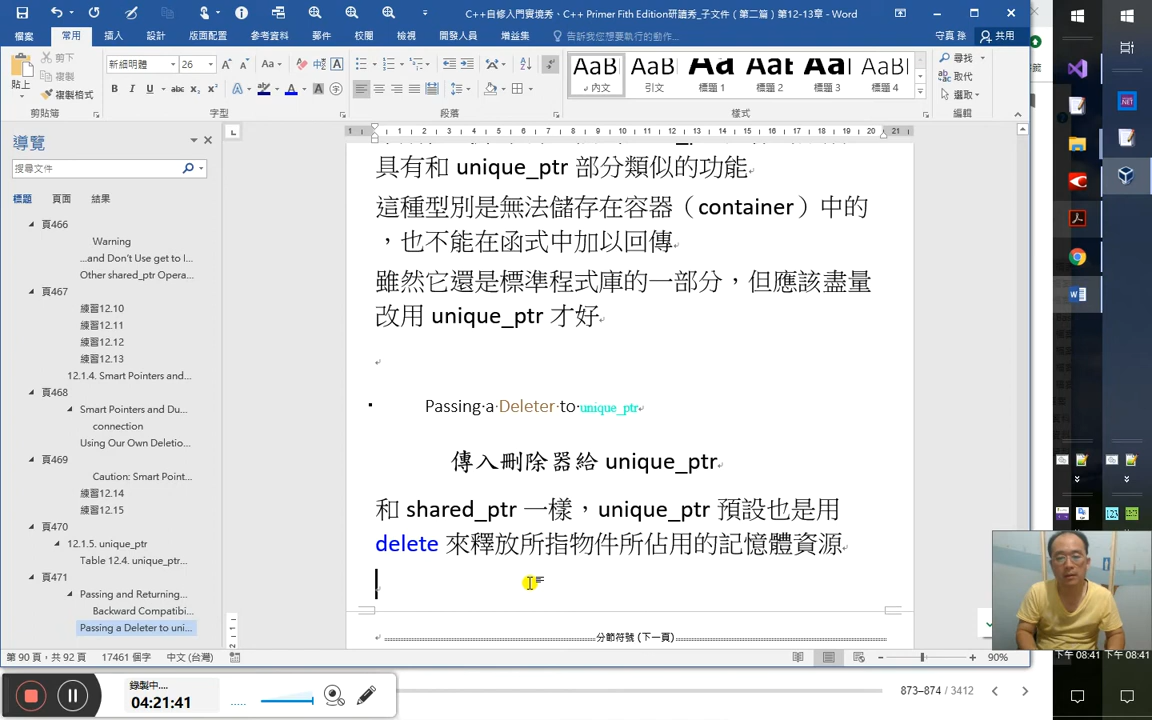 C++自修入門實境秀、C++ Primer Fith Edition研讀秀_子文件（第二篇）第12-13章 - Word
檔案 常用 插入 設計 版面配置 參考資料 郵件 校閱 檢視 開發人員 增益集 告訴我您想要執行的動作... 守真 孫 共用
貼上 剪下 複製 複製格式 剪貼簿
新細明體 26 字型
段落
AaB 內文 AaBb 引文 AaB 標題 1 AaBb 標題 2 AaBl 標題 3 AaBb( 標題 4 樣式
尋找 取代 選取 編輯
導覽
搜尋文件
標題 頁面 結果
頁466
Warning
...and Don't Use get to I...
Other shared_ptr Opera...
頁467
練習12.10
練習12.11
練習12.12
練習12.13
12.1.4. Smart Pointers and...
頁468
Smart Pointers and Du...
connection
Using Our Own Deletio...
頁469
Caution: Smart Point...
練習12.14
練習12.15
頁470
12.1.5. unique_ptr
Table 12.4. unique_ptr...
頁471
Passing and Returning...
Backward Compatibi...
Passing a Deleter to uni...
具有和 unique_ptr 部分類似的功能
這種型別是無法儲存在容器（container）中的
，也不能在函式中加以回傳
雖然它還是標準程式庫的一部分，但應該盡量
改用 unique_ptr 才好
Passing a Deleter to unique_ptr
傳入刪除器給 unique_ptr
和 shared_ptr 一樣，unique_ptr 預設也是用
delete 來釋放所指物件所佔用的記憶體資源
分節符號 (下一頁)
第 90 頁，共 92 頁 17461 個字 中文 (台灣) 90%
錄製中....
04:21:41
873–874 / 3412
下午 08:41 下午 08:41